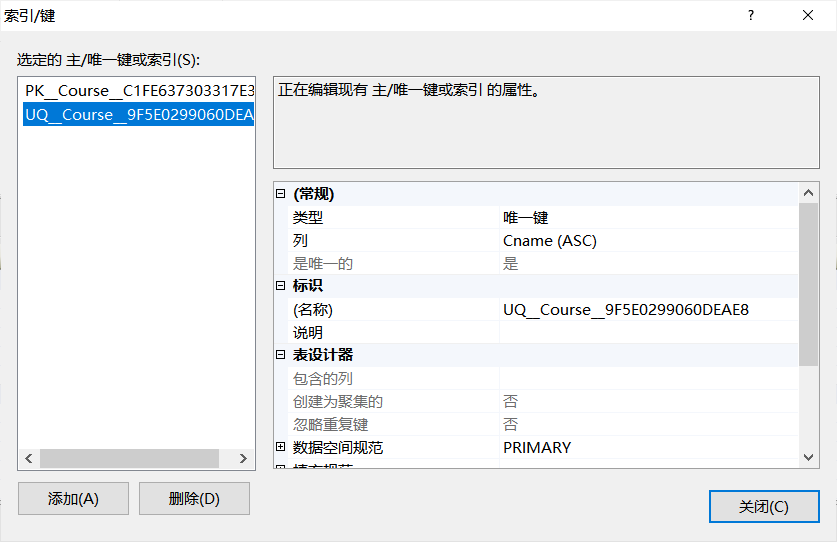 索引/键
?
选定的 主/唯一键或索引(S):
PK__Course__C1FE637303317E3
UQ__Course__9F5E0299060DEA
正在编辑现有 主/唯一键或索引 的属性。
(常规)
类型 唯一键
列 Cname (ASC)
是唯一的 是
标识
(名称) UQ__Course__9F5E0299060DEAE8
说明
表设计器
包含的列
创建为聚集的 否
忽略重复键 否
数据空间规范 PRIMARY
添加(A) 删除(D)
关闭(C)